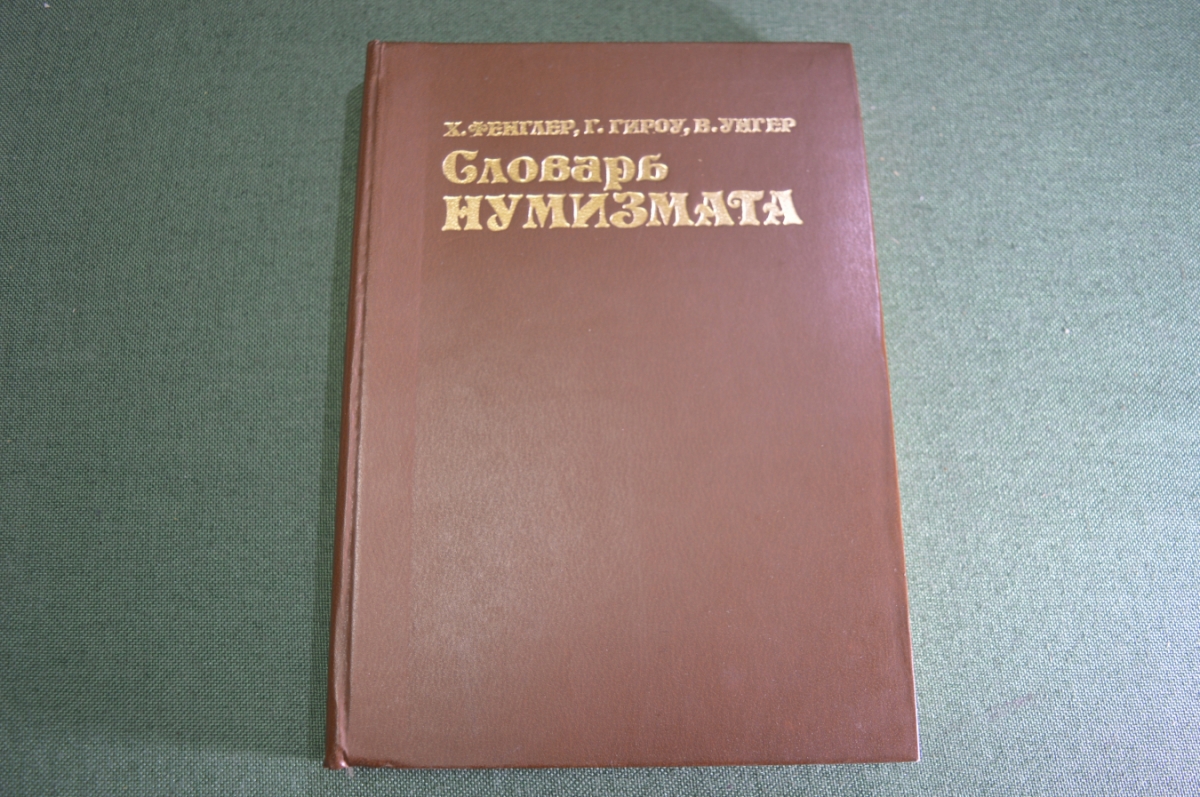 Х. ФЕНГЛЕР, Г. ГИРОУ, В. УНГЕР
Словарь
НУМИЗМАТА